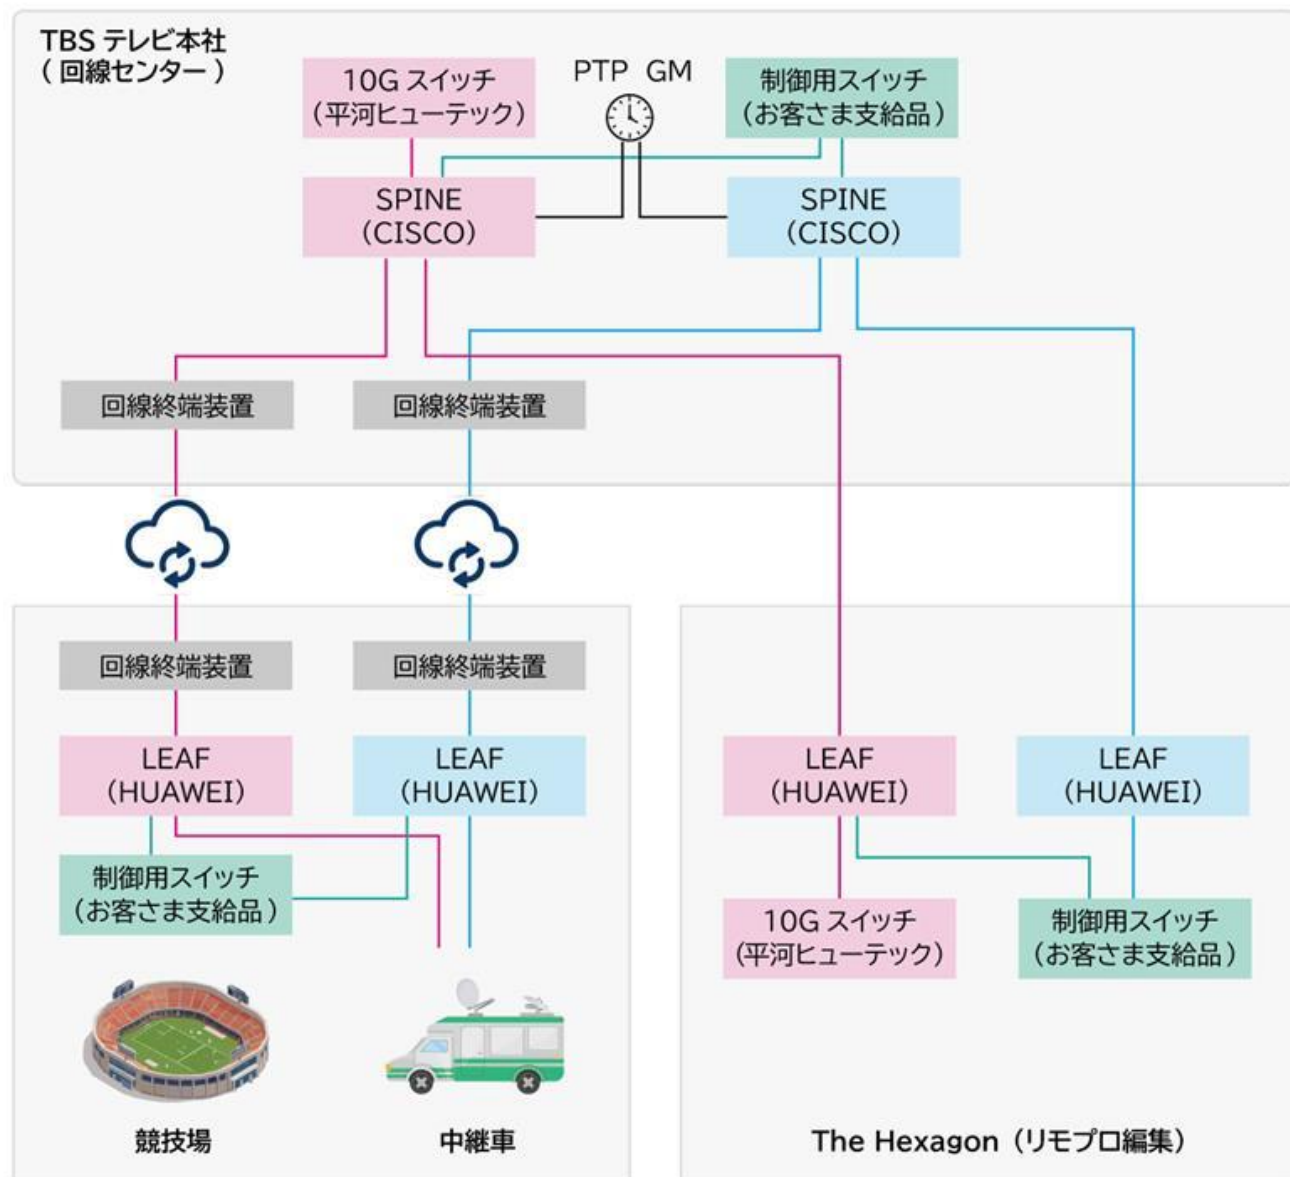 TBS テレビ本社
( 回線センター )
10G スイッチ
(平河ヒューテック)
PTP GM
制御用スイッチ
(お客さま支給品)
SPINE
(CISCO)
SPINE
(CISCO)
回線終端装置
回線終端装置
回線終端装置
回線終端装置
LEAF
(HUAWEI)
LEAF
(HUAWEI)
LEAF
(HUAWEI)
LEAF
(HUAWEI)
制御用スイッチ
(お客さま支給品)
10G スイッチ
(平河ヒューテック)
制御用スイッチ
(お客さま支給品)
競技場
中継車
The Hexagon (リモプロ編集)